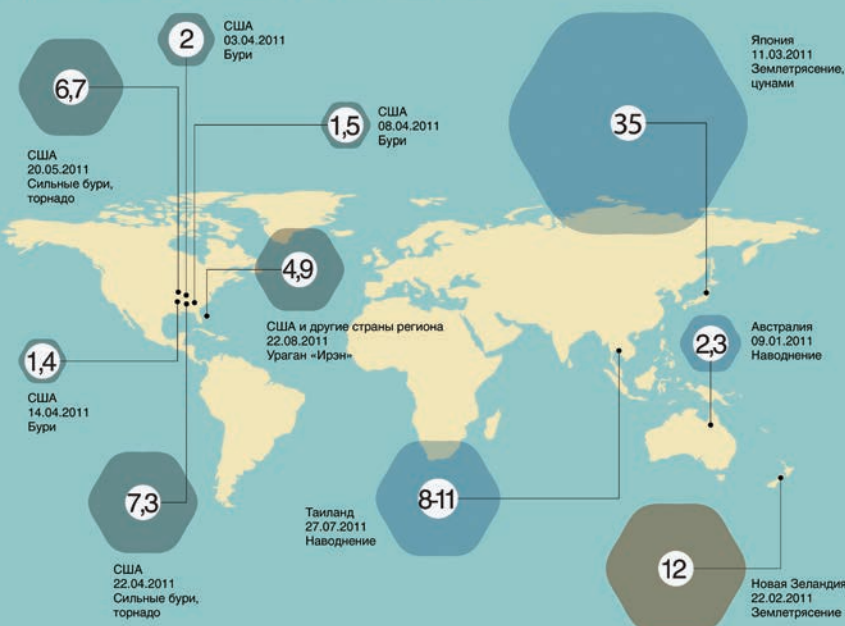 2
США
03.04.2011
Бури
6,7
США
20.05.2011
Сильные бури,
торнадо
1,5
США
08.04.2011
Бури
35
Япония
11.03.2011
Землетрясение,
цунами
4,9
США и другие страны региона
22.08.2011
Ураган «Ирэн»
2,3
Австралия
09.01.2011
Наводнение
1,4
США
14.04.2011
Бури
7,3
США
22.04.2011
Сильные бури,
торнадо
8-11
Таиланд
27.07.2011
Наводнение
12
Новая Зеландия
22.02.2011
Землетрясение